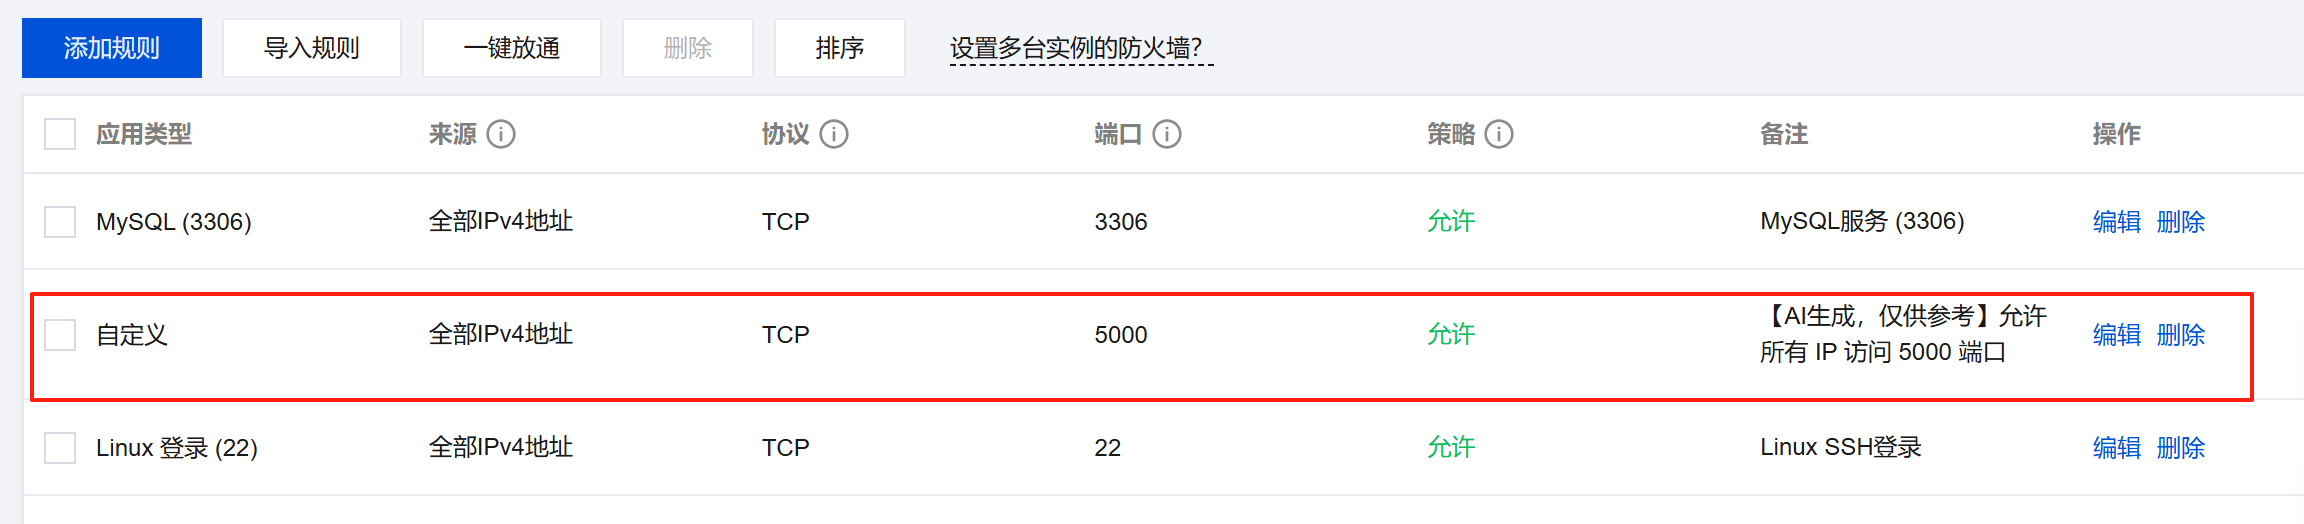 添加规则 导入规则 一键放通 删除 排序 设置多台实例的防火墙?
应用类型 来源 协议 端口 策略 备注 操作
MySQL (3306) 全部IPv4地址 TCP 3306 允许 MySQL服务 (3306) 编辑 删除
自定义 全部IPv4地址 TCP 5000 允许 【AI生成，仅供参考】允许
所有 IP 访问 5000 端口 编辑 删除
Linux 登录 (22) 全部IPv4地址 TCP 22 允许 Linux SSH登录 编辑 删除